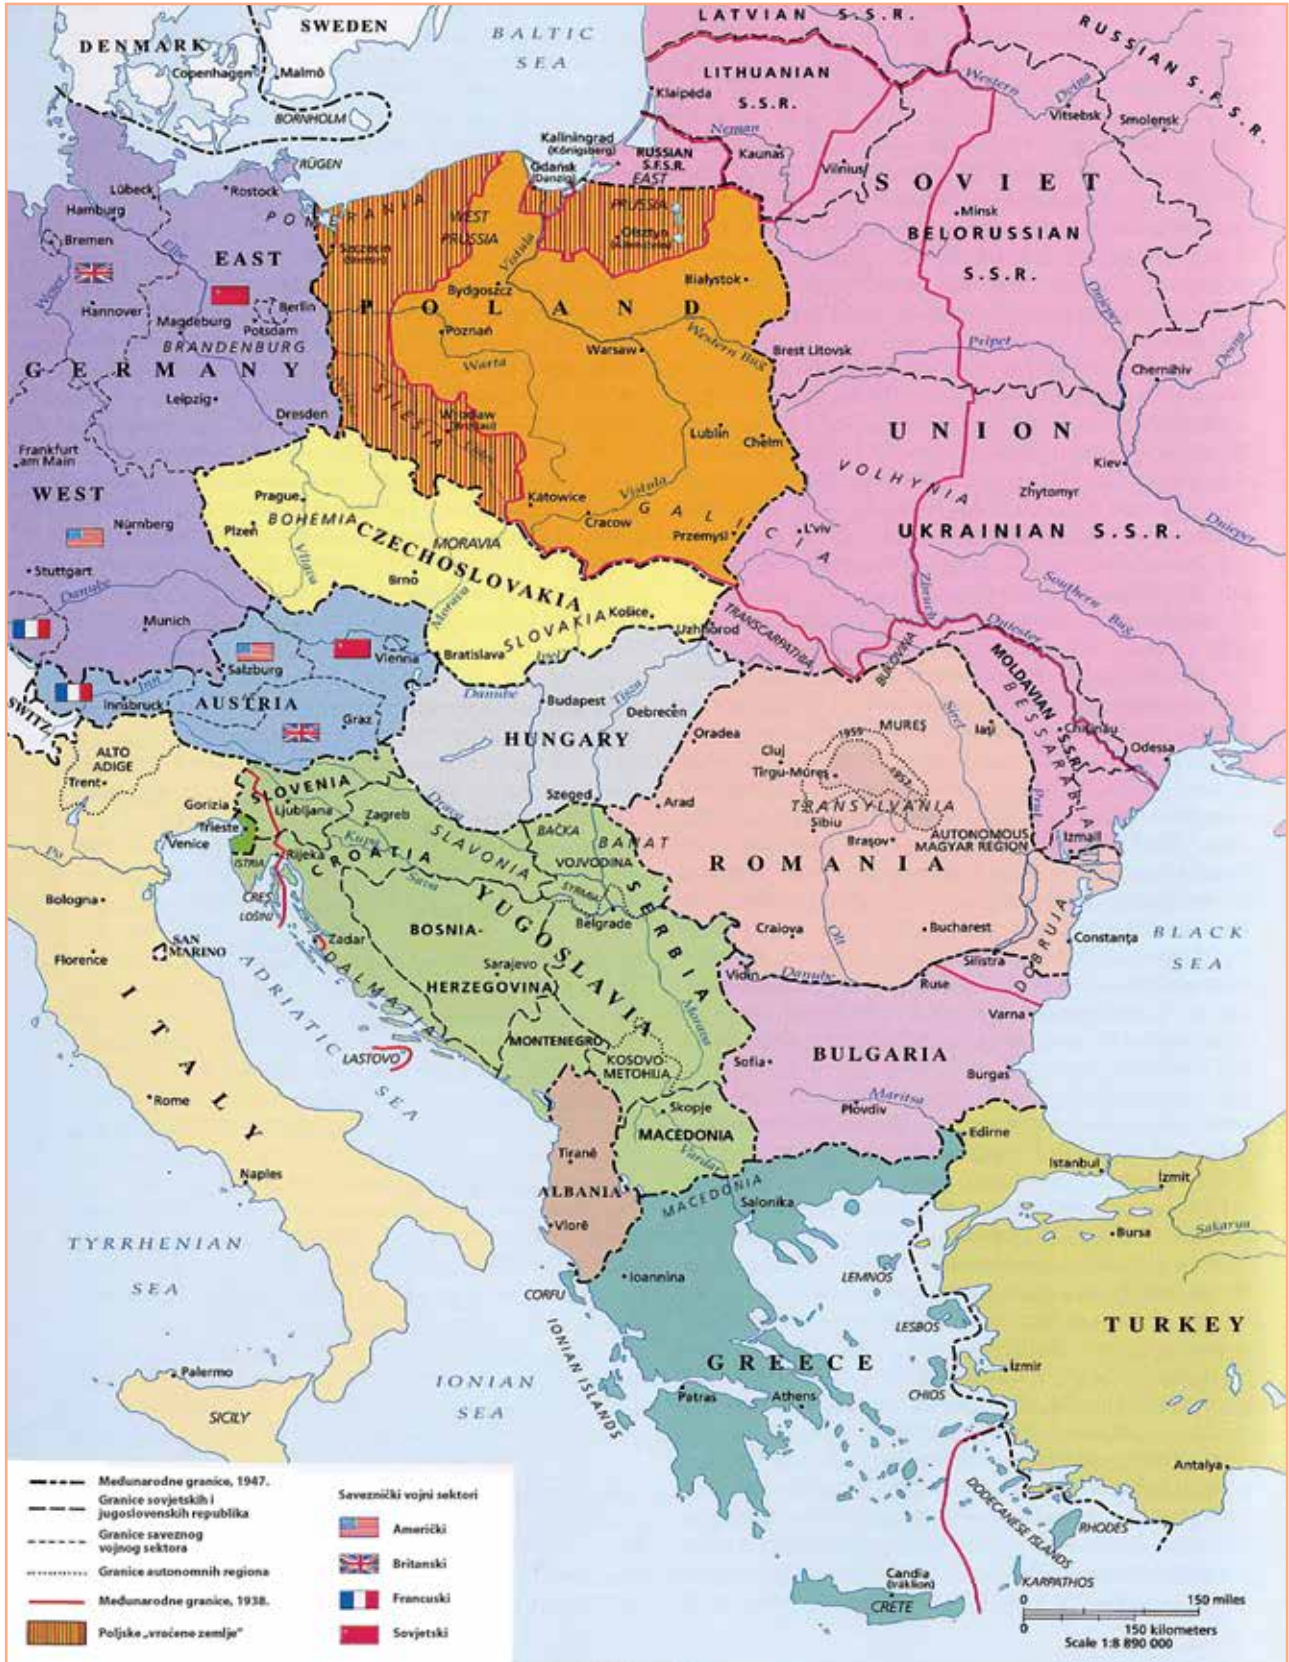 SWEDEN
DENMARK
Copenhagen
Malmö
BALTIC
SEA
BORNHOLM
RÜGEN
LATVIAN S.S.R.
RUSSIAN S.F.S.R.
LITHUANIAN
S.S.R.
Klaipėda
Neman
Kaunas
Vilnius
Western
Dvina
Vitsebsk
Smolensk
Kaliningrad
(Königsberg)
RUSSIAN
S.F.S.R.
Gdańsk
(Danzig)
EAST
PRUSSIA
Olsztyn
SOVIET
Minsk
BELORUSSIAN
S.S.R.
Dnieper
Desna
Chernihiv
Pripet
Brest Litovsk
UNION
VOLHYNIA
Kiev
Zhytomyr
L'viv
UKRAINIAN S.S.R.
Dnieper
Southern Bug
Zbruch
Dniester
Lübeck
Rostock
Hamburg
POMERANIA
Bremen
Elbe
EAST
Weser
Hannover
Berlin
Magdeburg
Potsdam
BRANDENBURG
GERMANY
Leipzig
Dresden
Frankfurt
am Main
WEST
Nürnberg
Stuttgart
Danube
Munich
Szczecin
WEST
PRUSSIA
Vistula
Bydgoszcz
Białystok
POLAND
Poznań
Warsaw
Western Bug
Warta
SILESIA
Wrocław
(Breslau)
Oder
Lublin
Chełm
Katowice
Vistula
Cracow
GALICIA
Przemyśl
Prague
Plzeň
BOHEMIA
Vltava
CZECHOSLOVAKIA
MORAVIA
Brno
Morava
SLOVAKIA
Košice
Bratislava
Ipel'
Uzhhorod
TRANSCARPATHIA
BUKOVINA
MOLDAVIAN S.S.R.
BESSARABIA
Chişinău
Odessa
Izmail
Prut
Siret
Iaşi
Salzburg
Vienna
SWITZ.
Inn
Innsbruck
AUSTRIA
Graz
Danube
Budapest
Tisza
Debrecen
HUNGARY
Szeged
Oradea
MUREŞ
1959
1952
Cluj
Tîrgu-Mureş
TRANSYLVANIA
Arad
Sibiu
Braşov
AUTONOMOUS
MAGYAR REGION
ROMANIA
Craiova
Olt
Bucharest
Constanţa
DOBRUJA
Silistra
BLACK
SEA
ALTO
ADIGE
Trent
Gorizia
Trieste
Venice
Po
Bologna
Florence
SAN
MARINO
ITALY
Rome
Naples
Palermo
SICILY
ADRIATIC SEA
TYRRHENIAN
SEA
IONIAN
SEA
SLOVENIA
Ljubljana
Zagreb
Drava
ISTRIA
Rijeka
CRES
LOŠINJ
Kupa
CROATIA
SLAVONIA
Sava
BAČKA
BANAT
VOJVODINA
SYRMIA
Belgrade
SERBIA
YUGOSLAVIA
BOSNIA-
HERZEGOVINA
Sarajevo
Zadar
DALMATIA
LASTOVO
MONTENEGRO
KOSOVO-
METOHIJA
Morava
Skopje
MACEDONIA
Vardar
Vidin
Danube
Ruse
Varna
Sofia
BULGARIA
Burgas
Maritsa
Plovdiv
Tiranë
ALBANIA
Vlorë
MACEDONIA
Salonika
Edirne
Istanbul
İzmit
Bursa
Sakarya
Ioannina
CORFU
IONIAN ISLANDS
LEMNOS
LESBOS
CHIOS
İzmir
TURKEY
GREECE
Patras
Athens
Antalya
DODECANESE ISLANDS
RHODES
KARPATHOS
Candia
(Iráklion)
CRETE
0 150 miles
0 150 kilometers
Scale 1:8 890 000
Međunarodne granice, 1947.
Granice sovjetskih i
jugoslovenskih republika
Granice saveznog
vojnog sektora
Granice autonomnih regiona
Međunarodne granice, 1938.
Poljske „vraćene zemlje"
Saveznički vojni sektori
Američki
Britanski
Francuski
Sovjetski